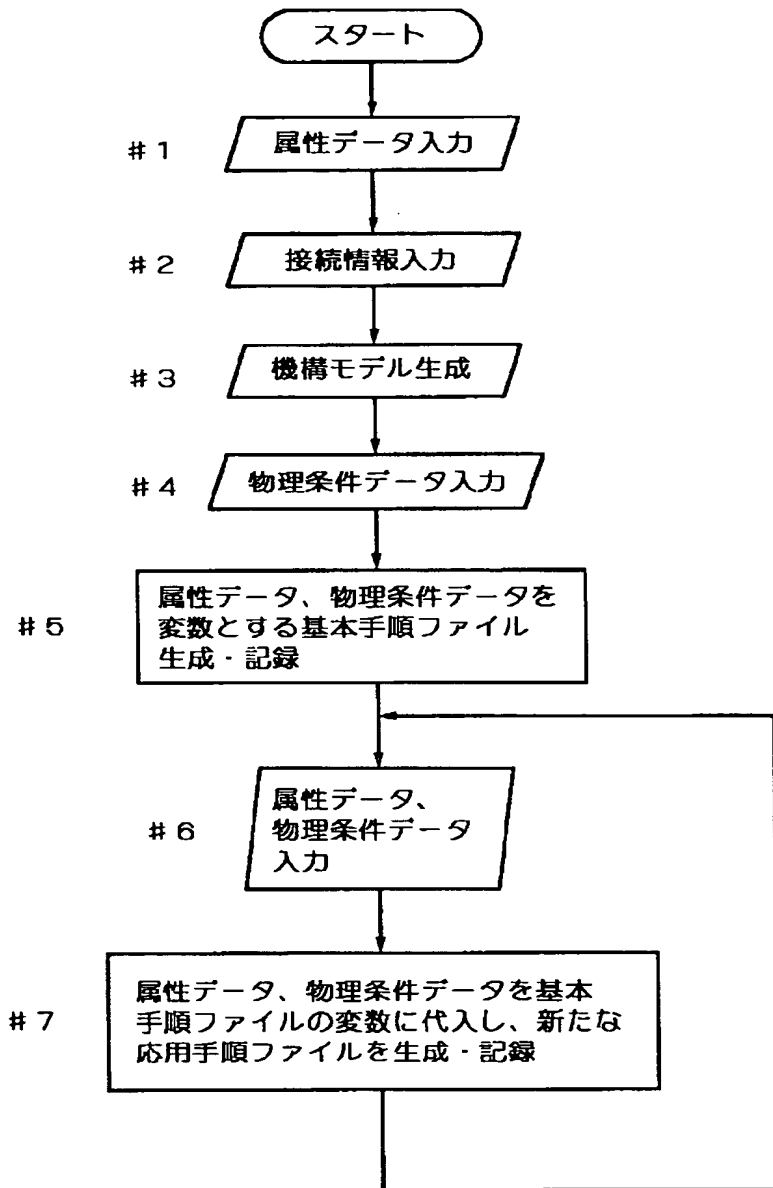 スタート
#1
属性データ入力
#2
接続情報入力
#3
機構モデル生成
#4
物理条件データ入力
#5
属性データ、物理条件データを
変数とする基本手順ファイル
生成・記録
#6
属性データ、
物理条件データ
入力
#7
属性データ、物理条件データを基本
手順ファイルの変数に代入し、新たな
応用手順ファイルを生成・記録